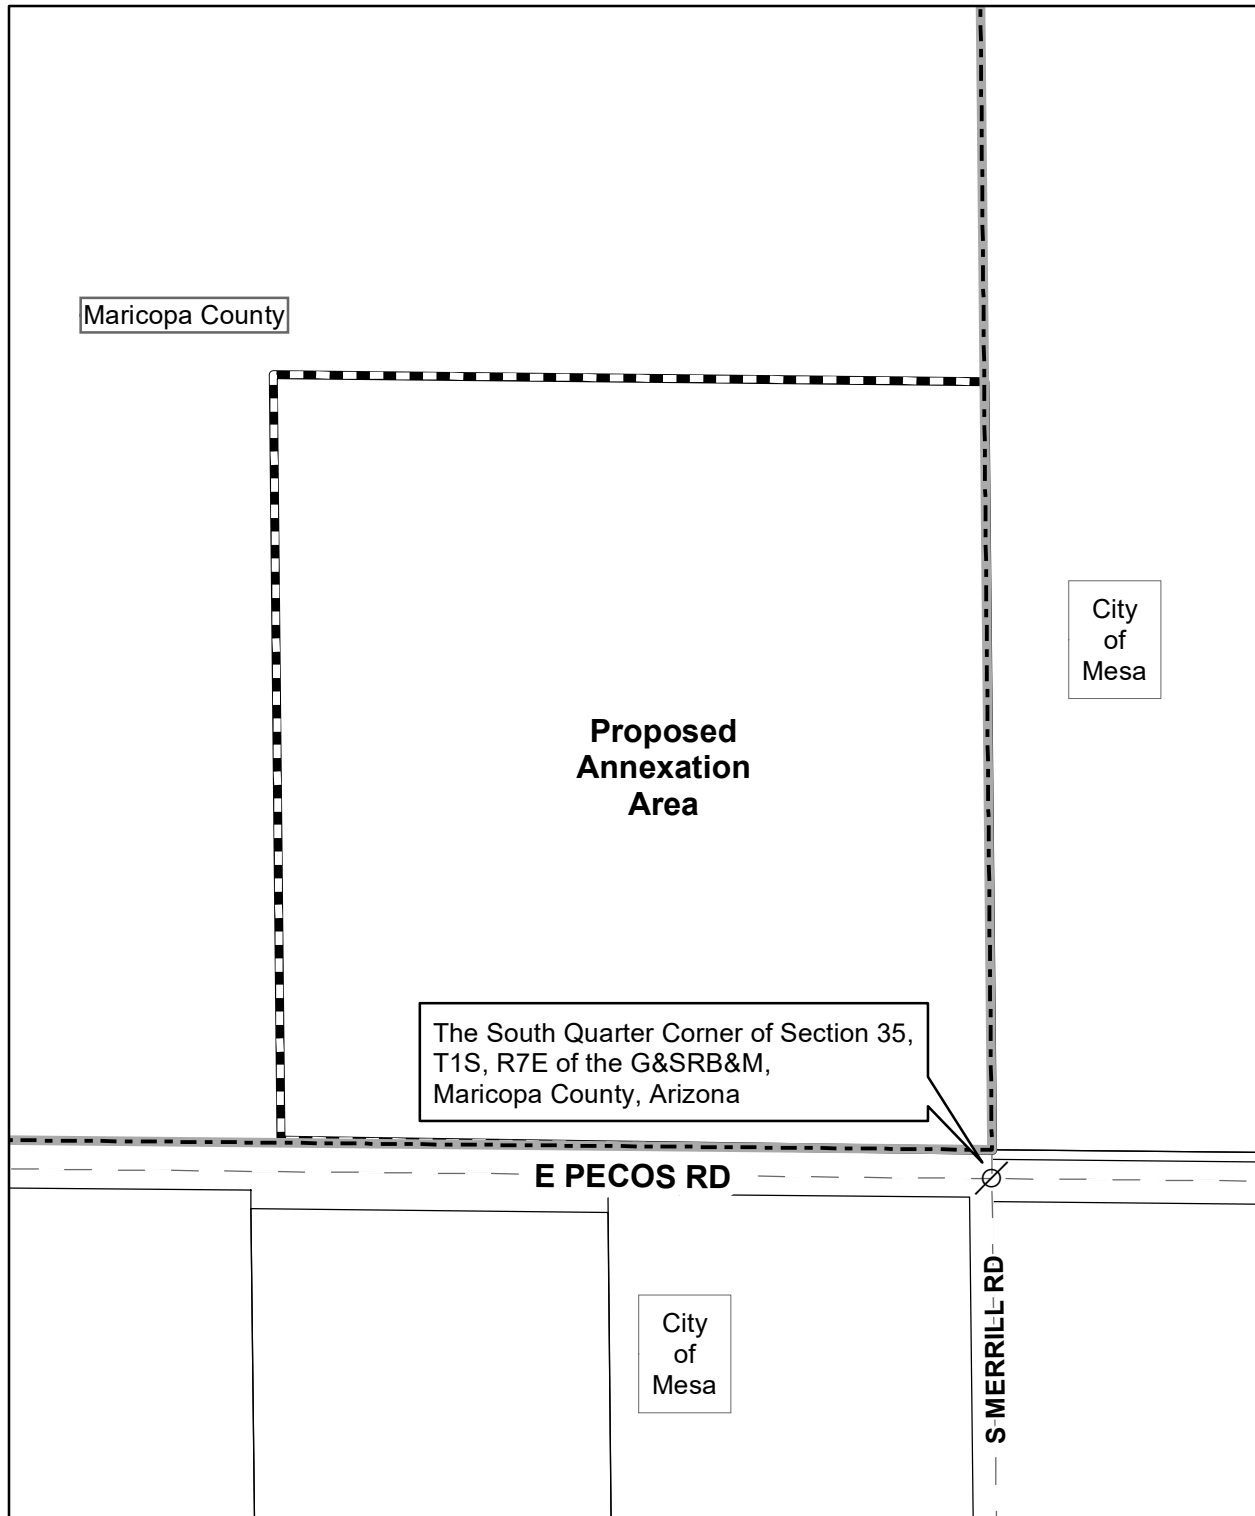 Maricopa County
City
of
Mesa
Proposed
Annexation
Area
The South Quarter Corner of Section 35,
T1S, R7E of the G&SRB&M,
Maricopa County, Arizona
E PECOS RD
S MERRILL RD
City
of
Mesa